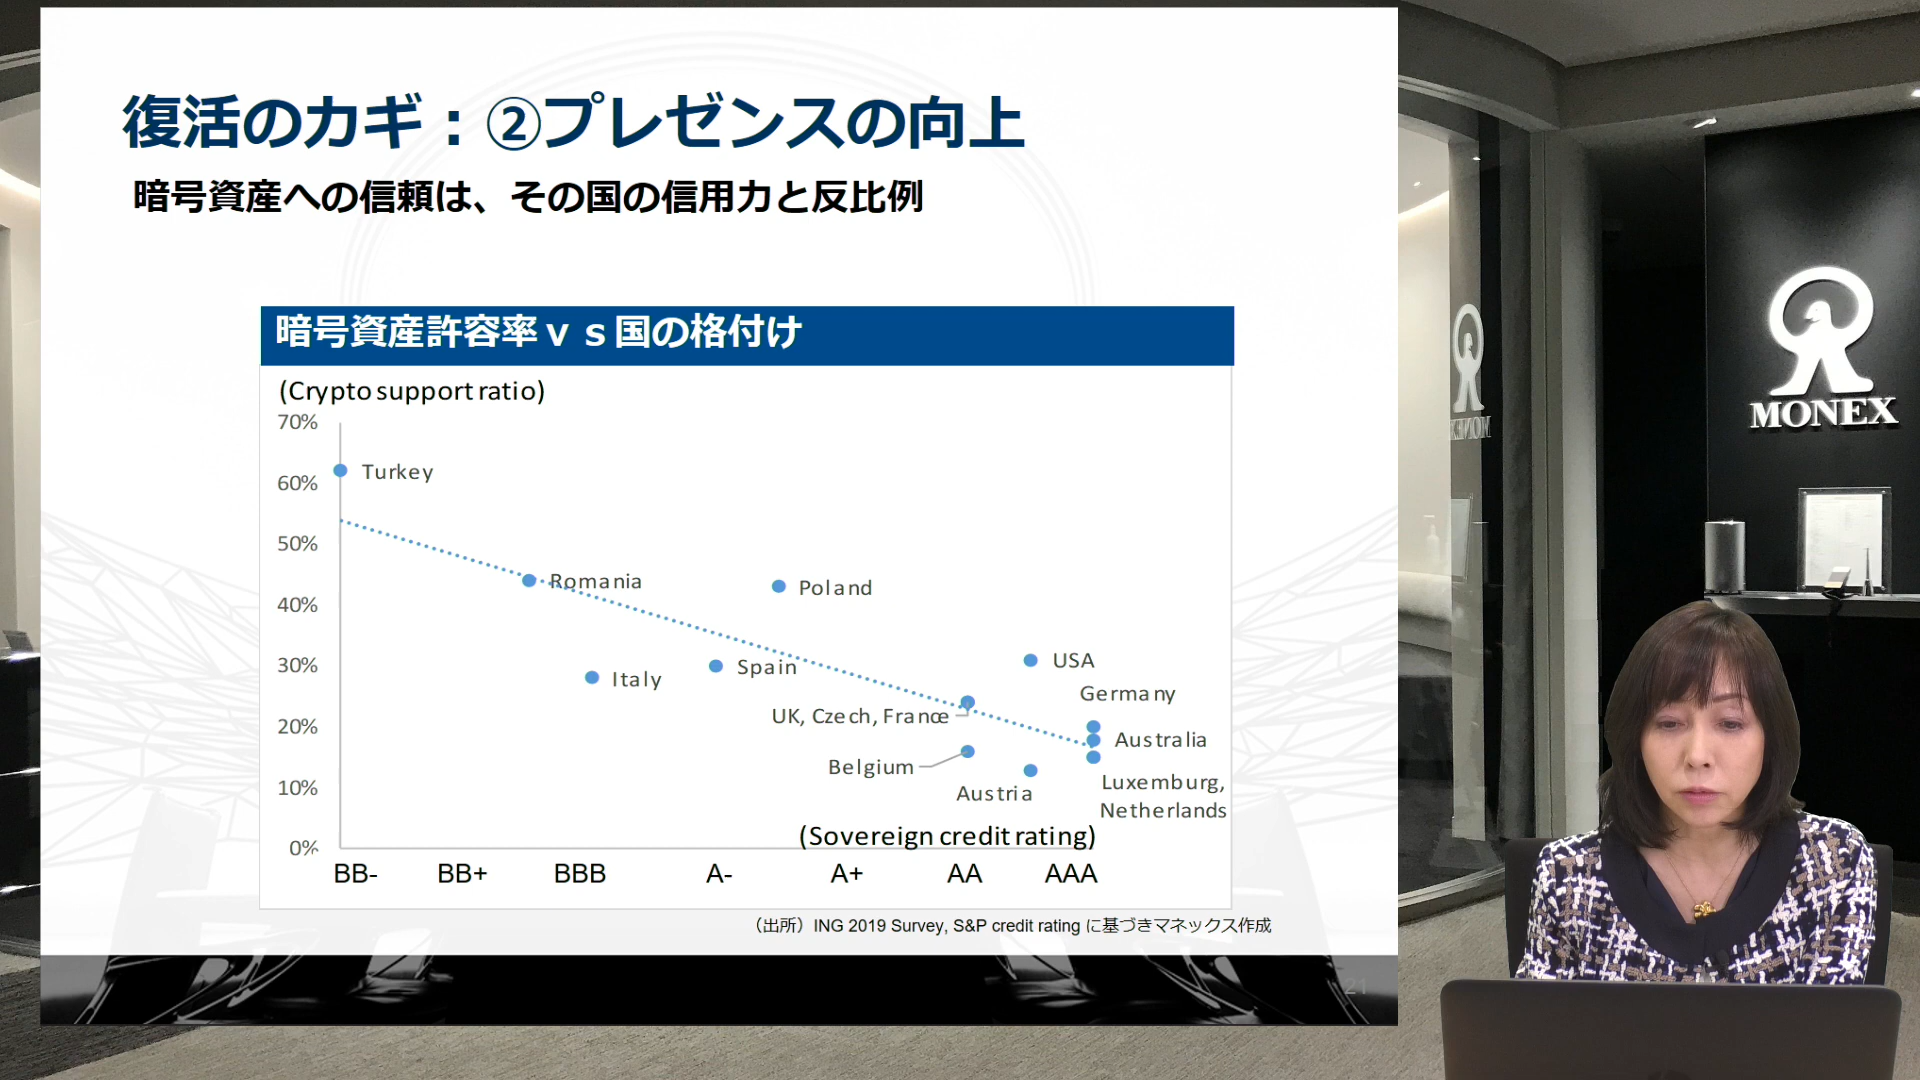 復活のカギ：②プレゼンスの向上
暗号資産への信頼は、その国の信用力と反比例
暗号資産許容率ｖｓ国の格付け
(Crypto support ratio)
70%
60%
50%
40%
30%
20%
10%
0%
Turkey
Romania
Poland
Italy
Spain
USA
Germany
UK, Czech, France
Australia
Belgium
Austria
Luxemburg,
Netherlands
(Sovereign credit rating)
BB- BB+ BBB A- A+ AA AAA
（出所）ING 2019 Survey, S&P credit rating に基づきマネックス作成
21
MONEX
MONEX